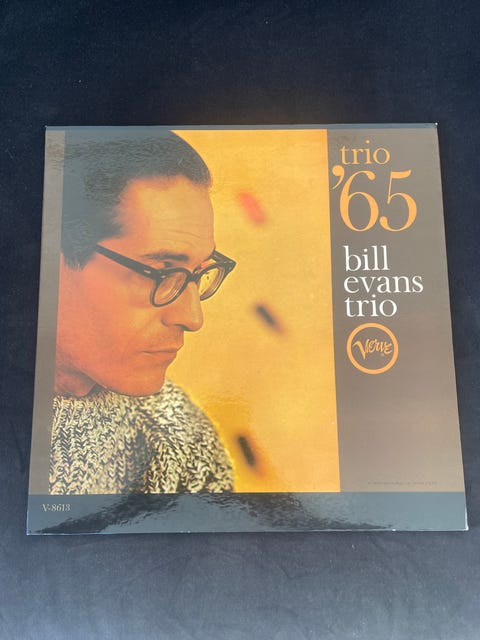 trio
'65
bill
evans
trio
Verve
V-8613